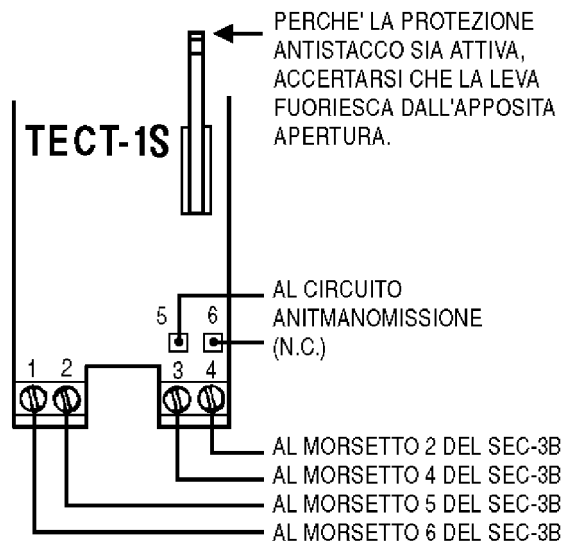 PERCHE' LA PROTEZIONE
ANTISTACCO SIA ATTIVA,
ACCERTARSI CHE LA LEVA
FUORIESCA DALL'APPOSITA
APERTURA.
TECT-1S
AL CIRCUITO
ANITMANOMISSIONE
(N.C.)
5 6
1 2 3 4
AL MORSETTO 2 DEL SEC-3B
AL MORSETTO 4 DEL SEC-3B
AL MORSETTO 5 DEL SEC-3B
AL MORSETTO 6 DEL SEC-3B